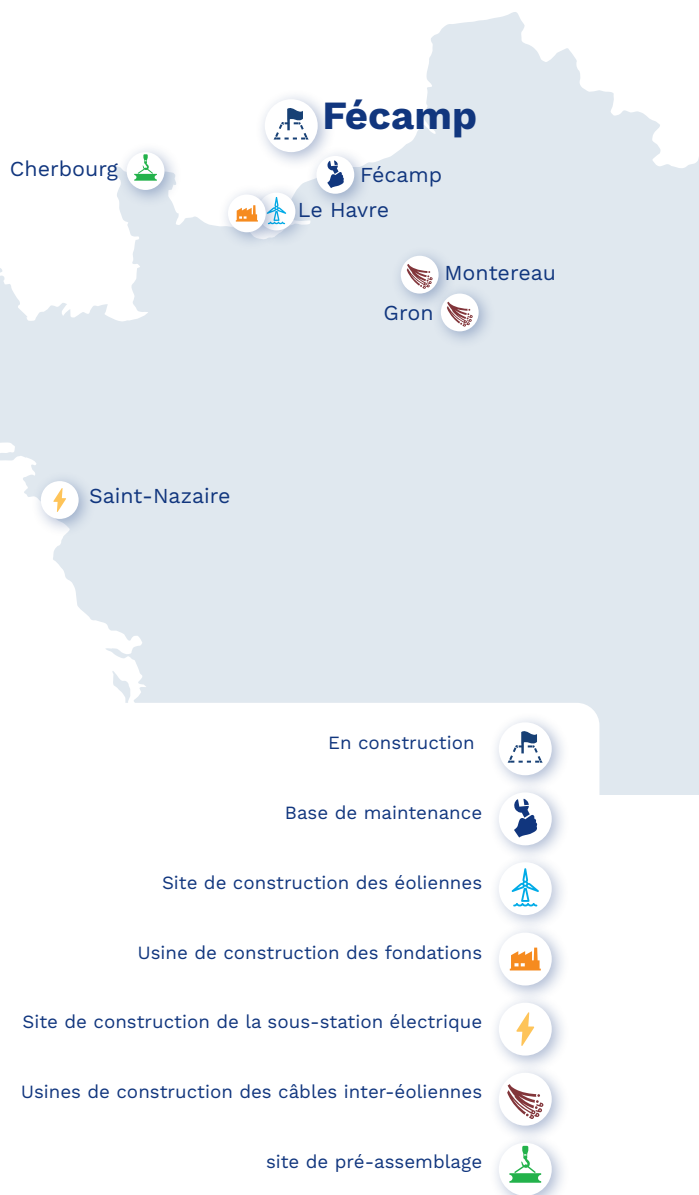 Fécamp
Cherbourg
Fécamp
Le Havre
Montereau
Gron
Saint-Nazaire
En construction
Base de maintenance
Site de construction des éoliennes
Usine de construction des fondations
Site de construction de la sous-station électrique
Usines de construction des câbles inter-éoliennes
site de pré-assemblage